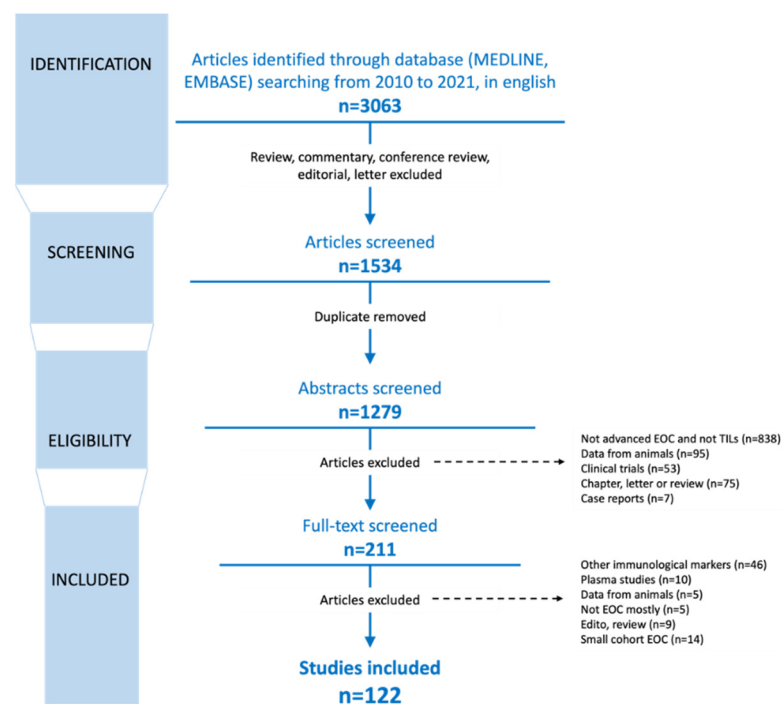 IDENTIFICATION
Articles identified through database (MEDLINE,
EMBASE) searching from 2010 to 2021, in english
n=3063
Review, commentary, conference review,
editorial, letter excluded
SCREENING
Articles screened
n=1534
Duplicate removed
Abstracts screened
n=1279
ELIGIBILITY
Articles excluded
Not advanced EOC and not TILs (n=838)
Data from animals (n=95)
Clinical trials (n=53)
Chapter, letter or review (n=75)
Case reports (n=7)
Full-text screened
n=211
INCLUDED
Articles excluded
Other immunological markers (n=46)
Plasma studies (n=10)
Data from animals (n=5)
Not EOC mostly (n=5)
Edito, review (n=9)
Small cohort EOC (n=14)
Studies included
n=122